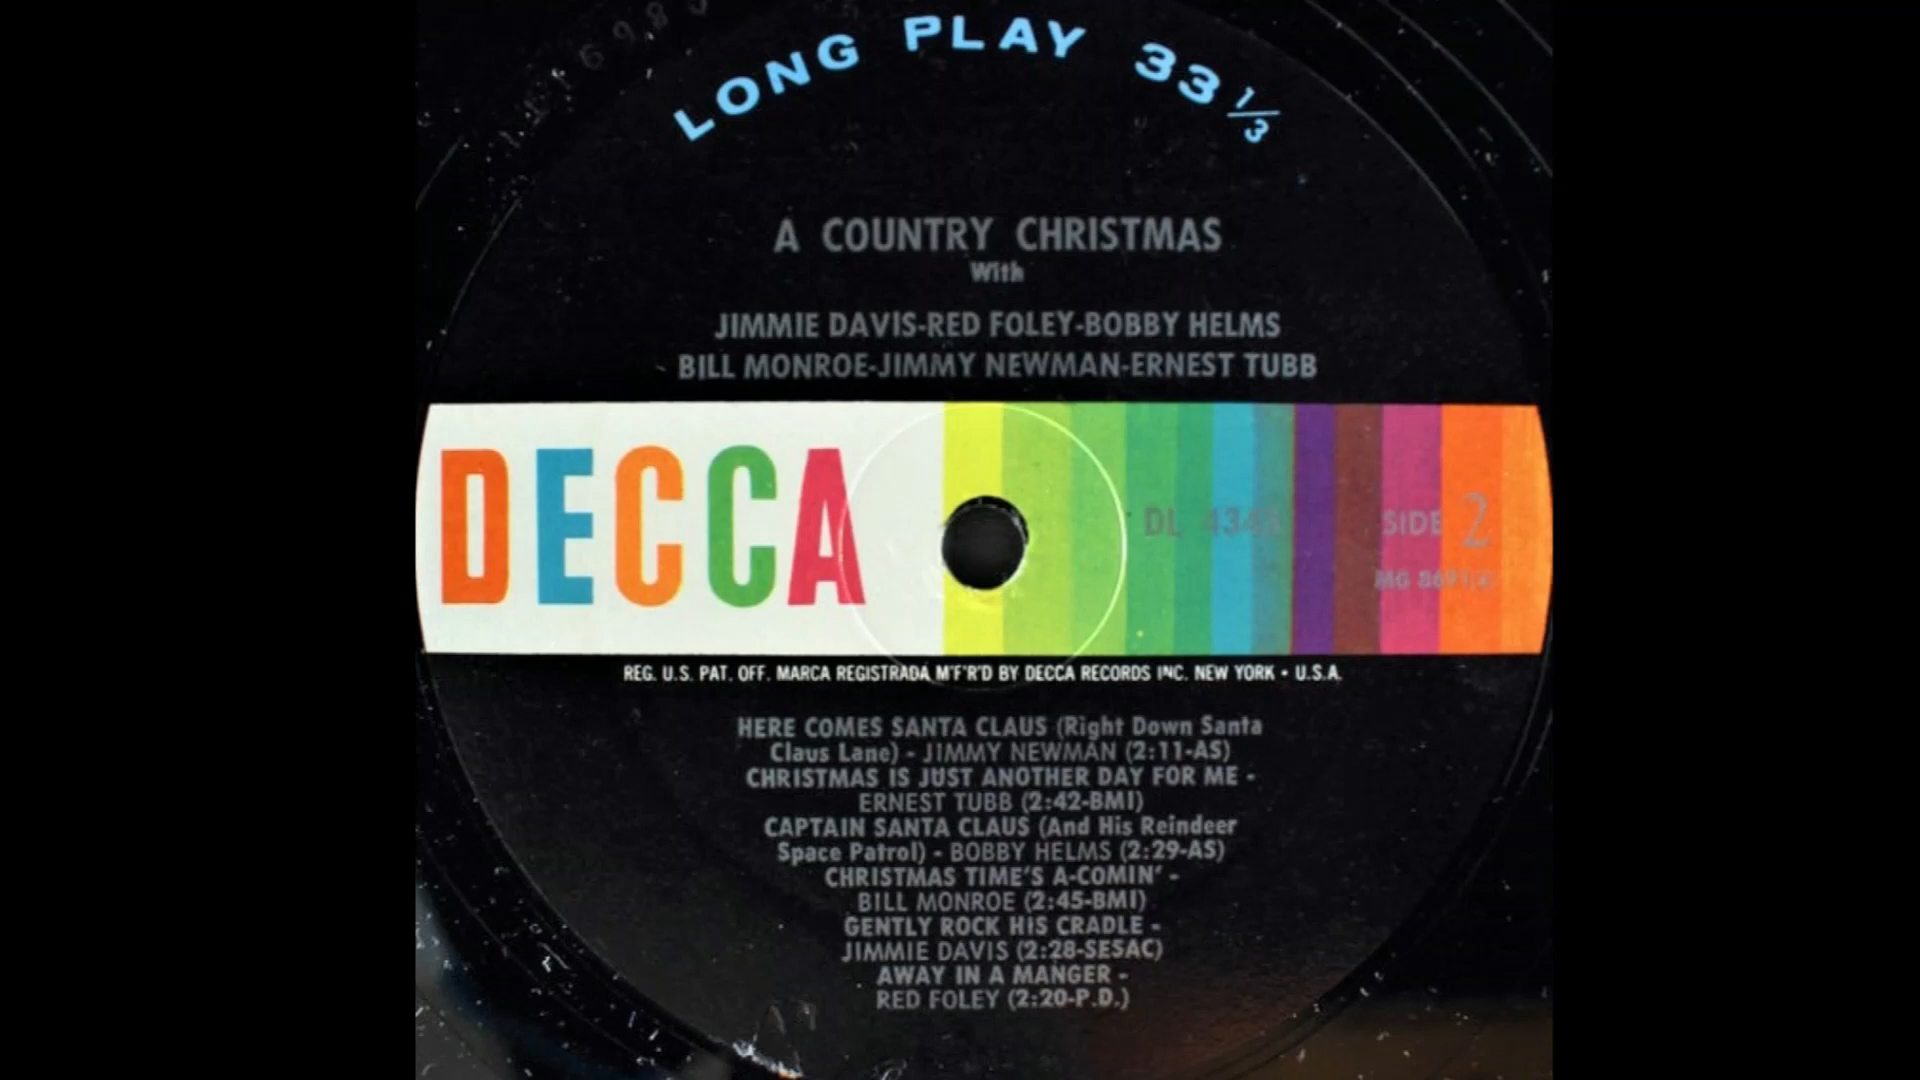 LONG PLAY 33 1/3
A COUNTRY CHRISTMAS
With
JIMMIE DAVIS-RED FOLEY-BOBBY HELMS
BILL MONROE-JIMMY NEWMAN-ERNEST TUBB
DECCA
DL 4343
SIDE 2
MG
REG. U.S. PAT. OFF. MARCA REGISTRADA M'F'R'D BY DECCA RECORDS INC. NEW YORK • U.S.A.
HERE COMES SANTA CLAUS (Right Down Santa
Claus Lane) - JIMMY NEWMAN (2:11-AS)
CHRISTMAS IS JUST ANOTHER DAY FOR ME -
ERNEST TUBB (2:42-BMI)
CAPTAIN SANTA CLAUS (And His Reindeer
Space Patrol) - BOBBY HELMS (2:29-AS)
CHRISTMAS TIME'S A-COMIN' -
BILL MONROE (2:45-BMI)
GENTLY ROCK HIS CRADLE -
JIMMIE DAVIS (2:28-SESAC)
AWAY IN A MANGER -
RED FOLEY (2:20-P.D.)